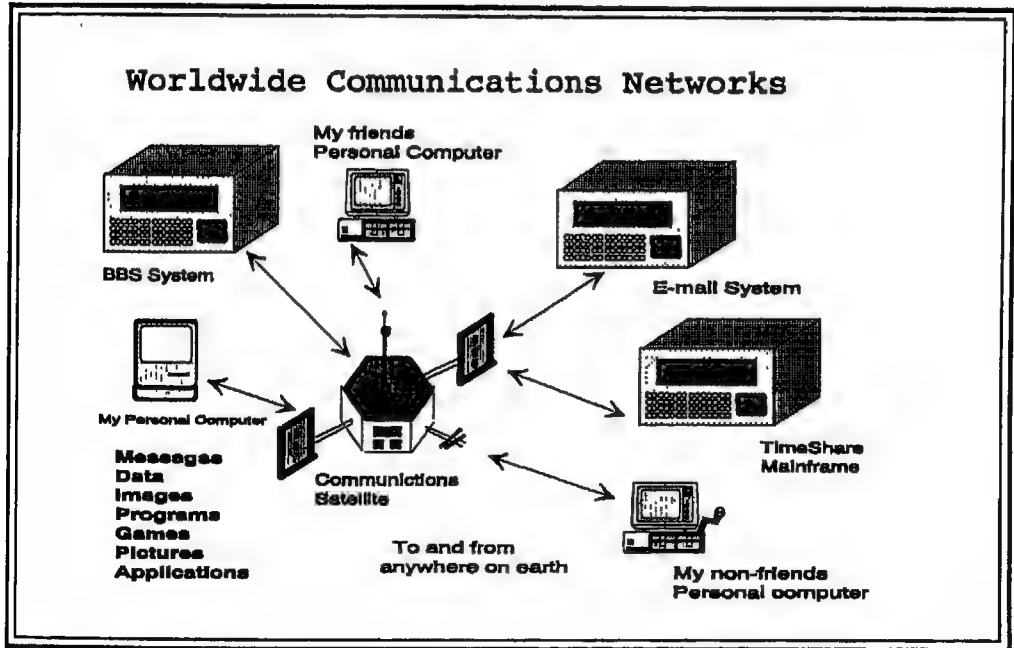 Worldwide Communications Networks
My friends
Personal Computer
BBS System
E-mail System
My Personal Computer
TimeShare
Mainframe
Messages
Data
Images
Programs
Games
Pictures
Applications
Communictions
Satellite
To and from
anywhere on earth
My non-friends
Personal computer